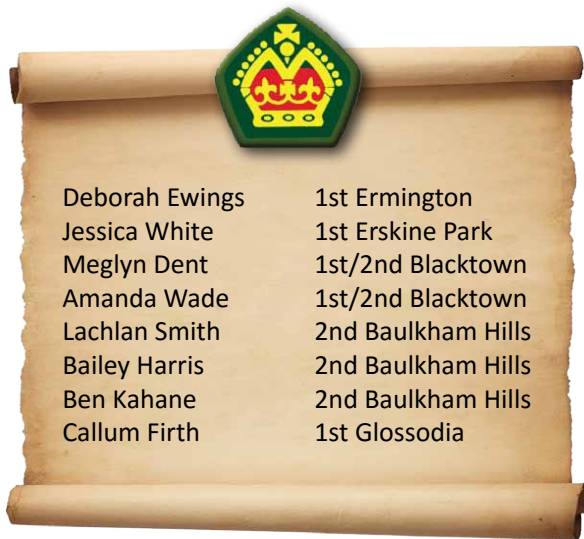 Deborah Ewings 1st Ermington
Jessica White 1st Erskine Park
Meglyn Dent 1st/2nd Blacktown
Amanda Wade 1st/2nd Blacktown
Lachlan Smith 2nd Baulkham Hills
Bailey Harris 2nd Baulkham Hills
Ben Kahane 2nd Baulkham Hills
Callum Firth 1st Glossodia